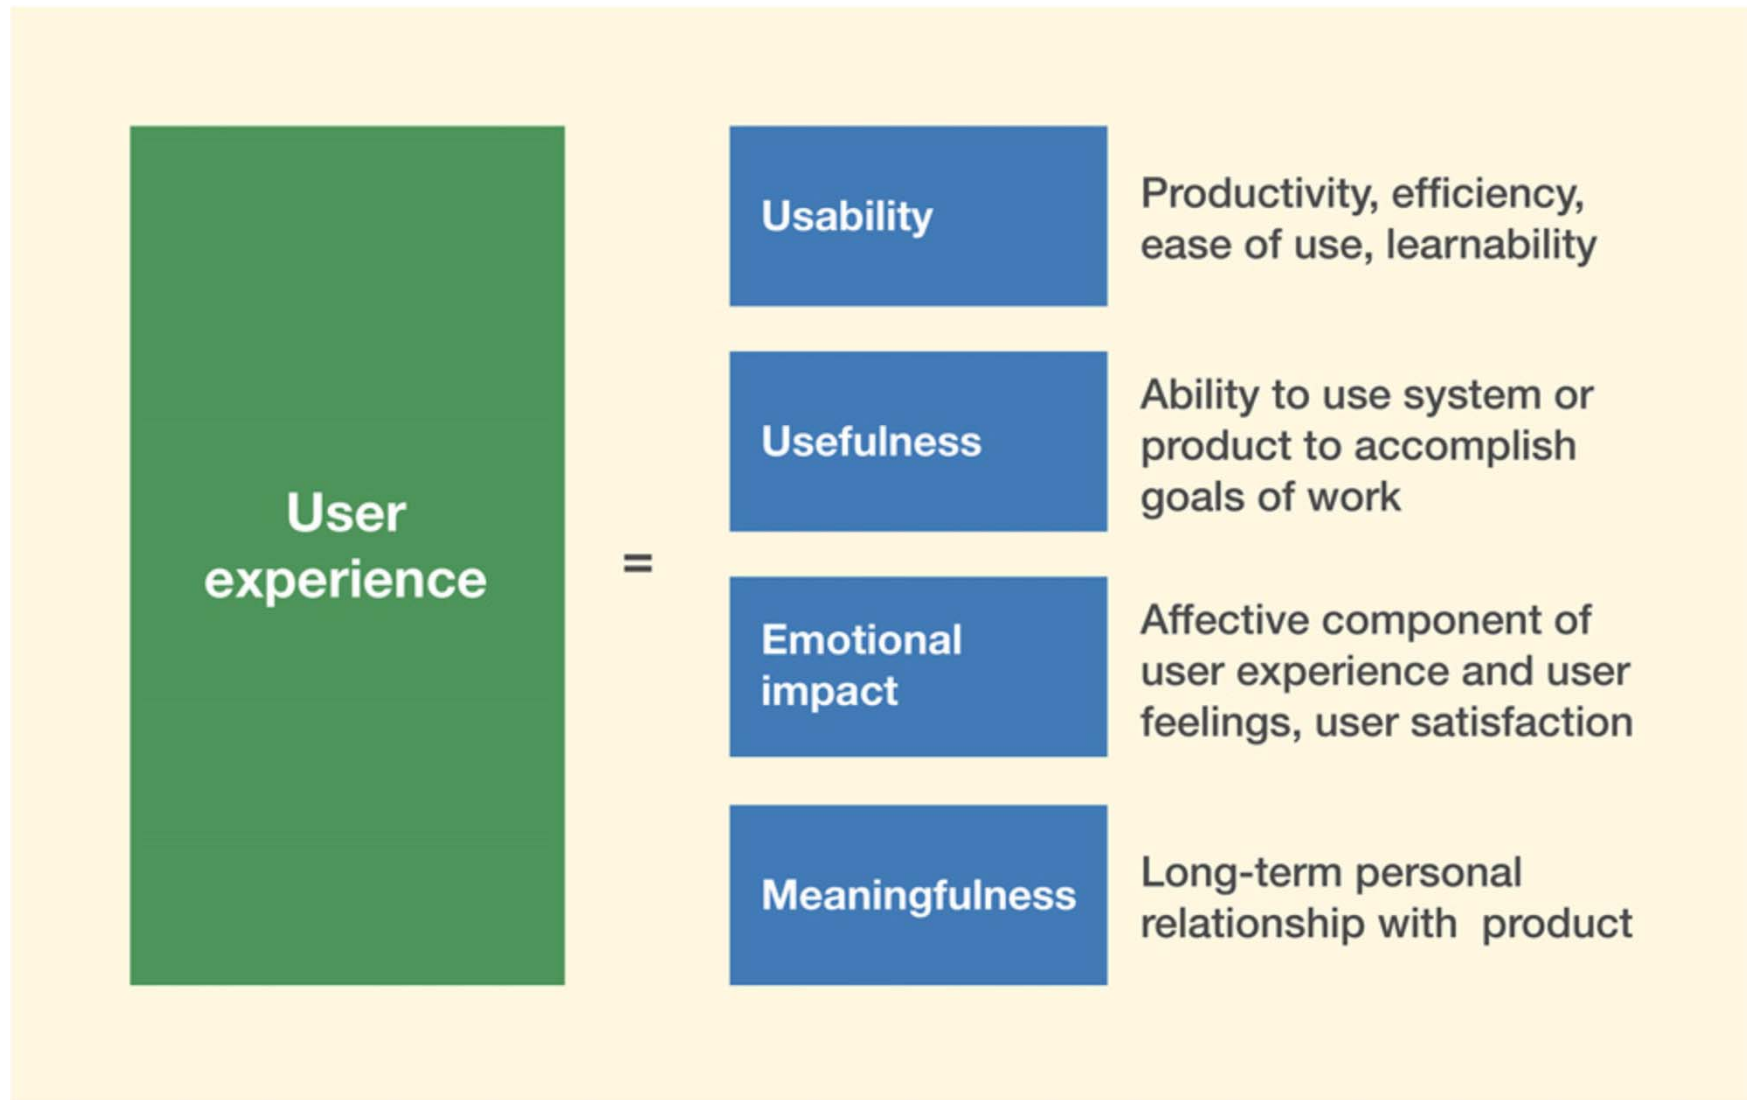 User
experience
=
Usability
Productivity, efficiency,
ease of use, learnability
Usefulness
Ability to use system or
product to accomplish
goals of work
Emotional
impact
Affective component of
user experience and user
feelings, user satisfaction
Meaningfulness
Long-term personal
relationship with  product